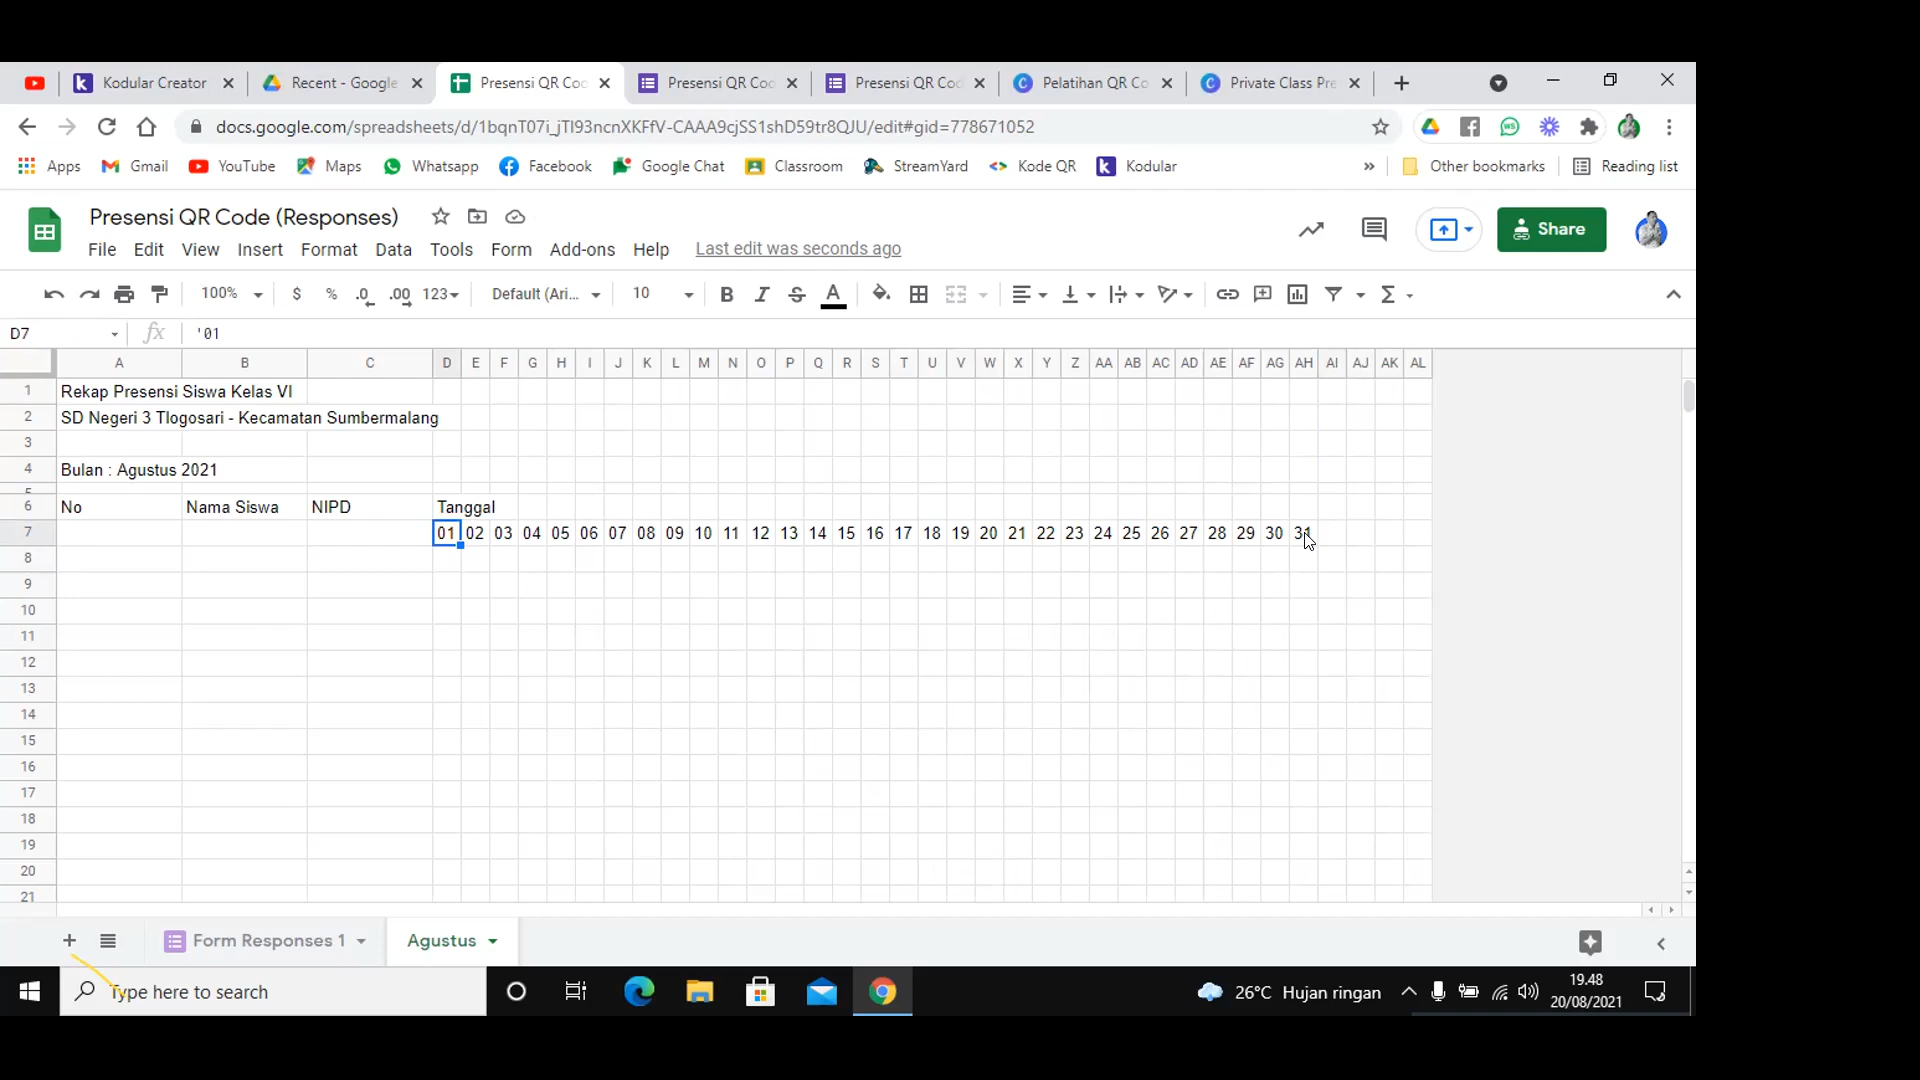 Kodular Creator
Recent - Google
Presensi QR Coo
Presensi QR Coo
Presensi QR Cod
Pelatihan QR Co
Private Class Pre
docs.google.com/spreadsheets/d/1bqnT07i_jTI93ncnXKFfV-CAAA9cjSS1shD59tr8QJU/edit#gid=778671052
Apps Gmail YouTube Maps Whatsapp Facebook Google Chat Classroom StreamYard Kode QR Kodular » Other bookmarks Reading list
Presensi QR Code (Responses)
Share
File Edit View Insert Format Data Tools Form Add-ons Help Last edit was seconds ago
100% $ % .0 .00 123 Default (Ari... 10 B I S A Σ
D7 fx '01
A B C D E F G H I J K L M N O P Q R S T U V W X Y Z AA AB AC AD AE AF AG AH AI AJ AK AL
1 Rekap Presensi Siswa Kelas VI
2 SD Negeri 3 Tlogosari - Kecamatan Sumbermalang
3
4 Bulan : Agustus 2021
5
6 No Nama Siswa NIPD Tanggal
7 01 02 03 04 05 06 07 08 09 10 11 12 13 14 15 16 17 18 19 20 21 22 23 24 25 26 27 28 29 30 31
8
9
10
11
12
13
14
15
16
17
18
19
20
21
Form Responses 1 Agustus
Type here to search
26°C Hujan ringan
19.48
20/08/2021